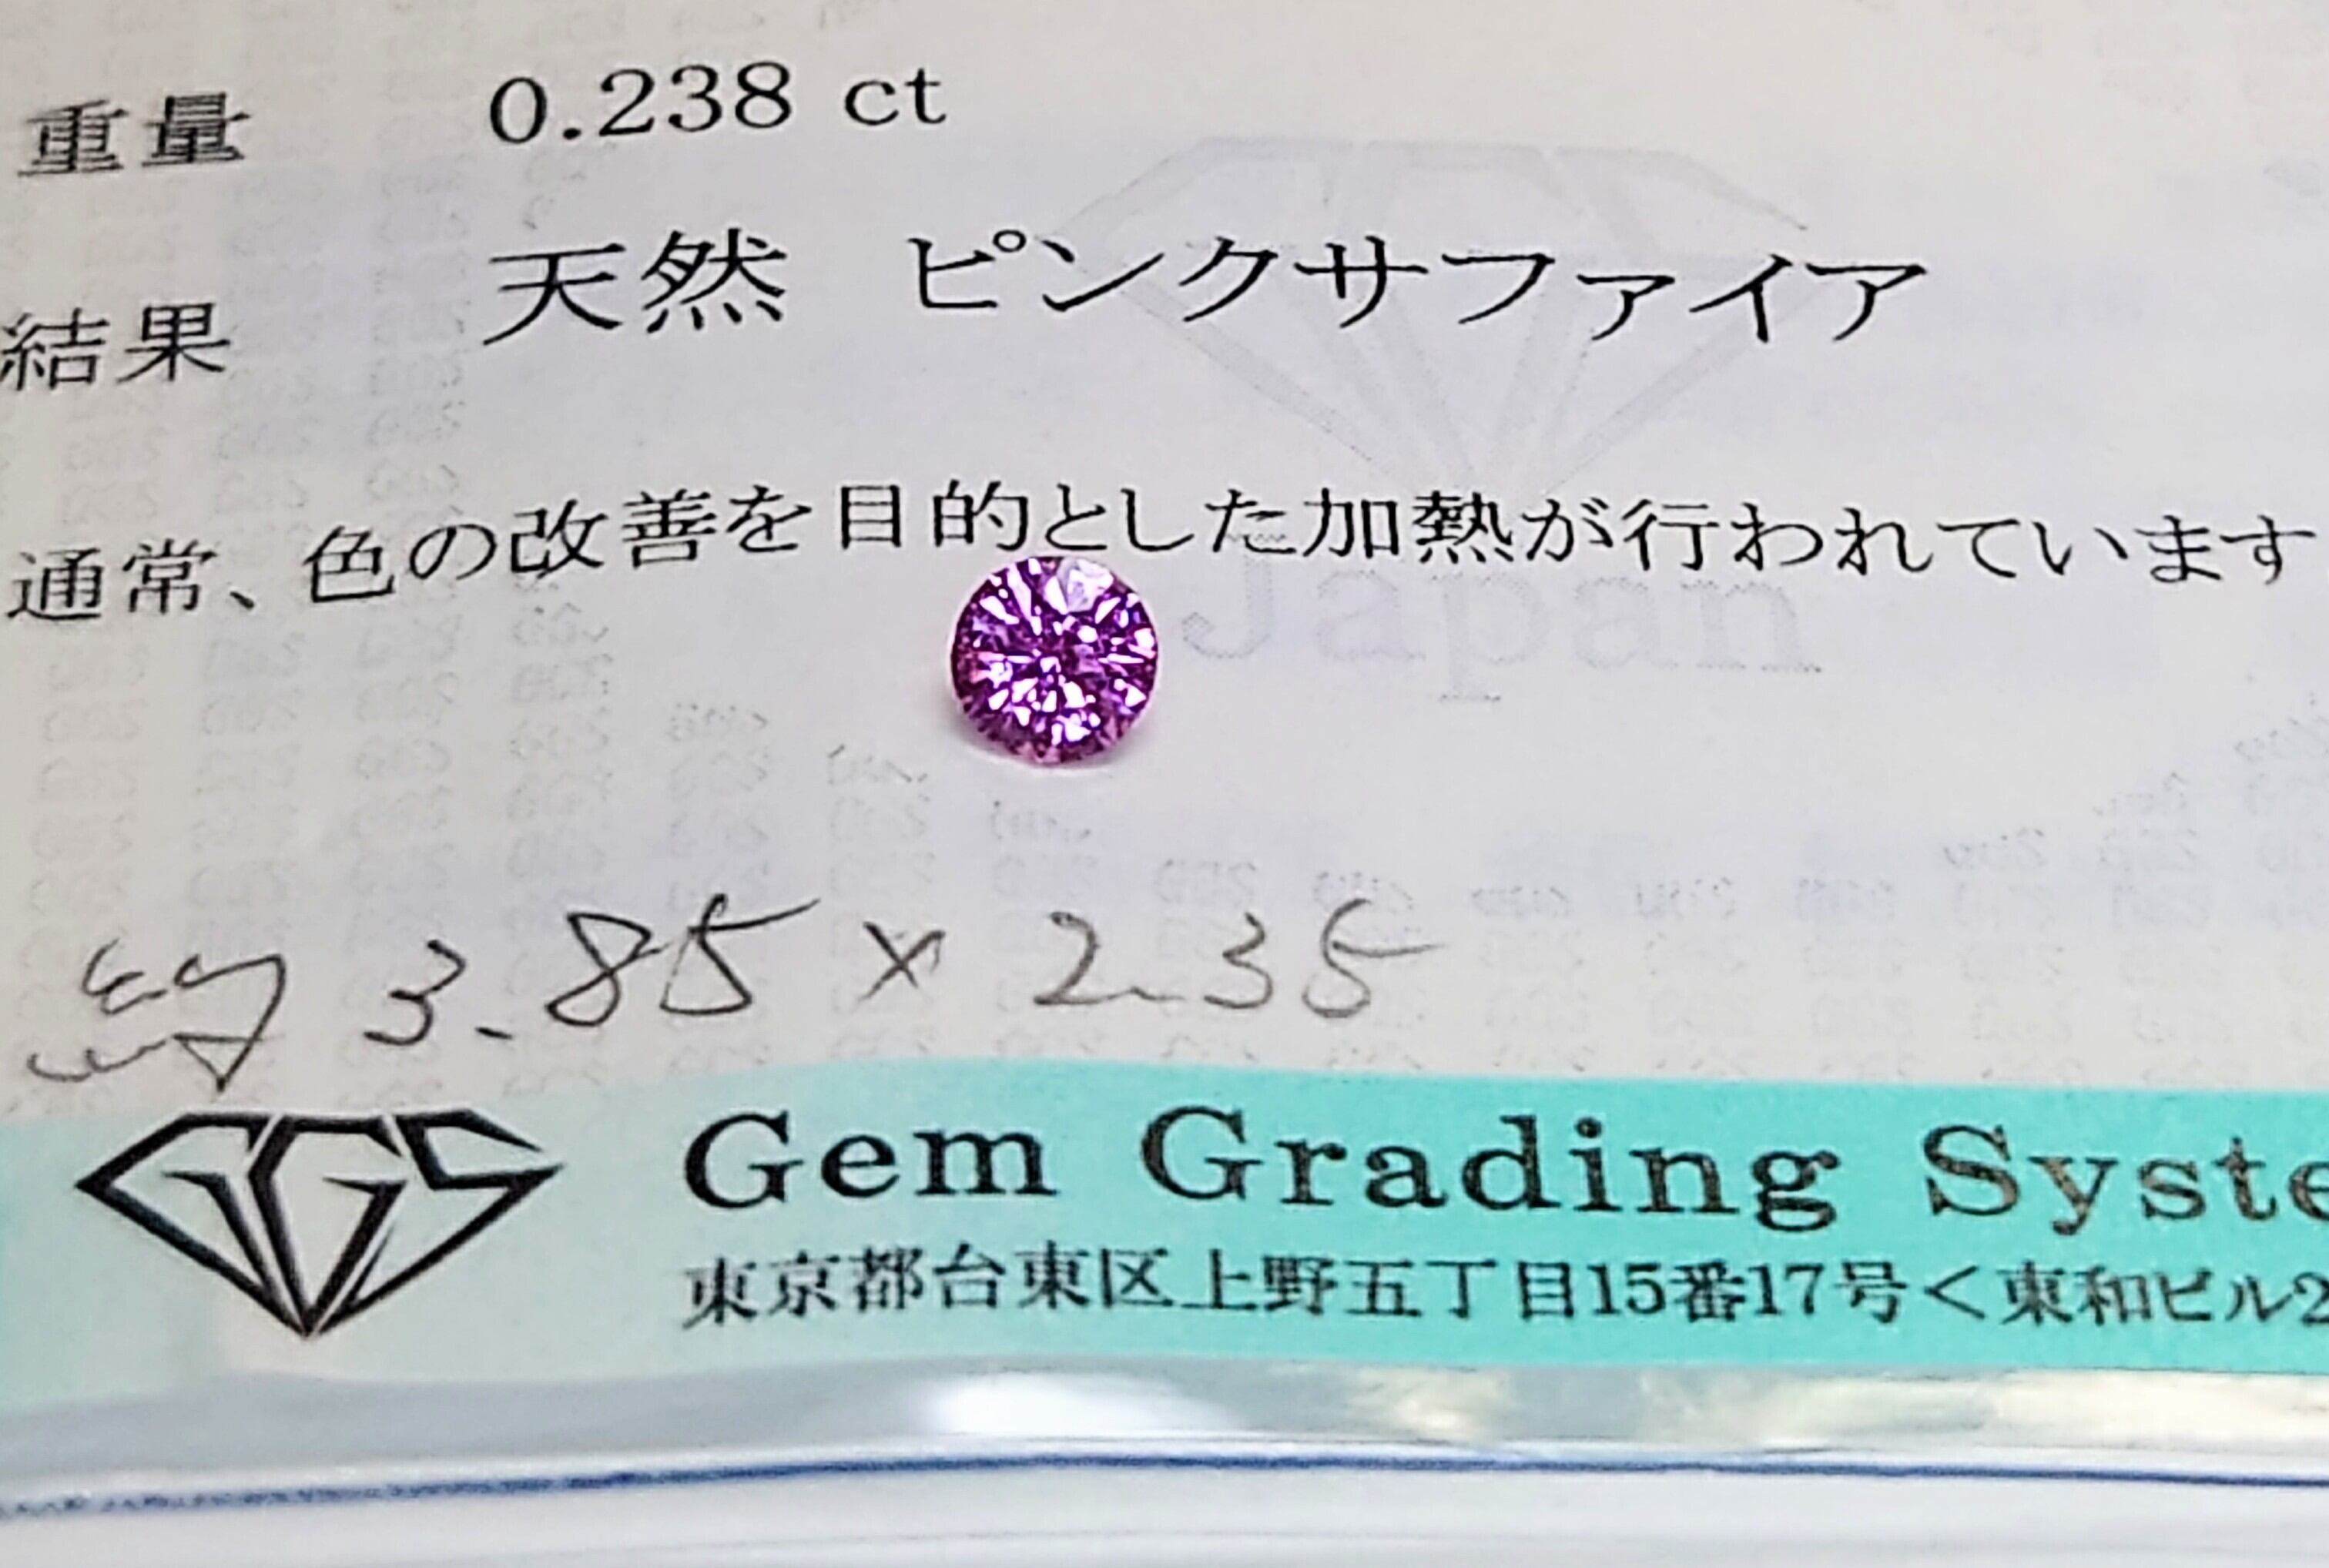 重量 0.238 ct
結果 天然 ピンクサファイア
通常、色の改善を目的とした加熱が行われています
Japan
約 3.85 × 2.35
GGS Gem Grading Syste
東京都台東区上野五丁目15番17号＜東和ビル2